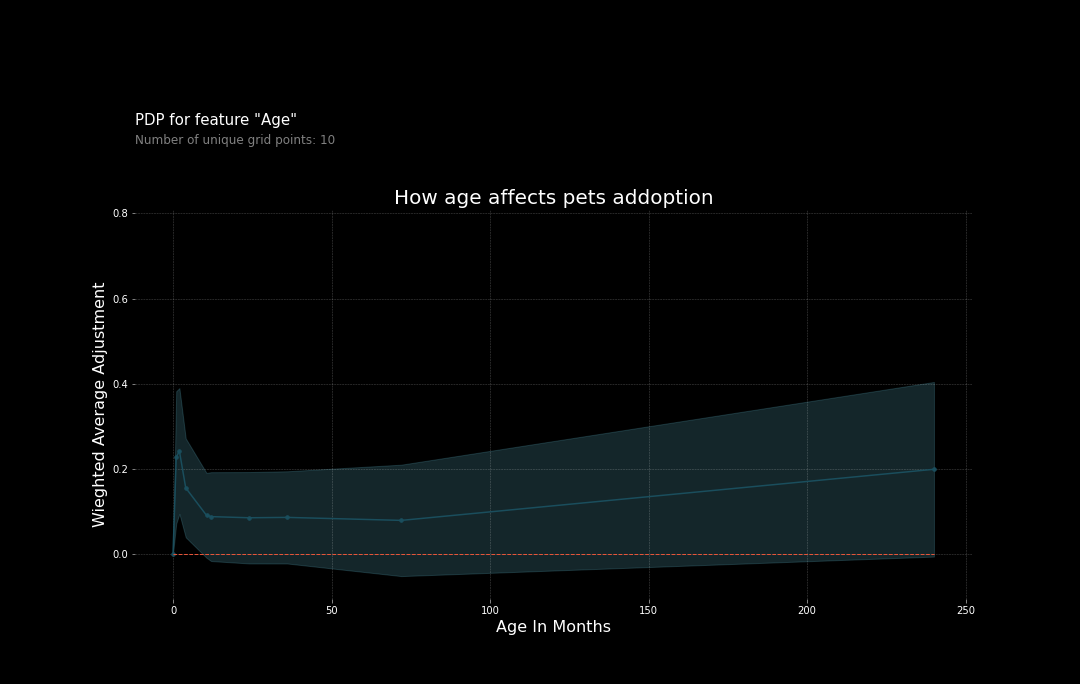 PDP for feature "Age"
Number of unique grid points: 10
How age affects pets addoption
0.8
0.6
0.4
0.2
0.0
Wieghted Average Adjustment
0 50 100 150 200 250
Age In Months